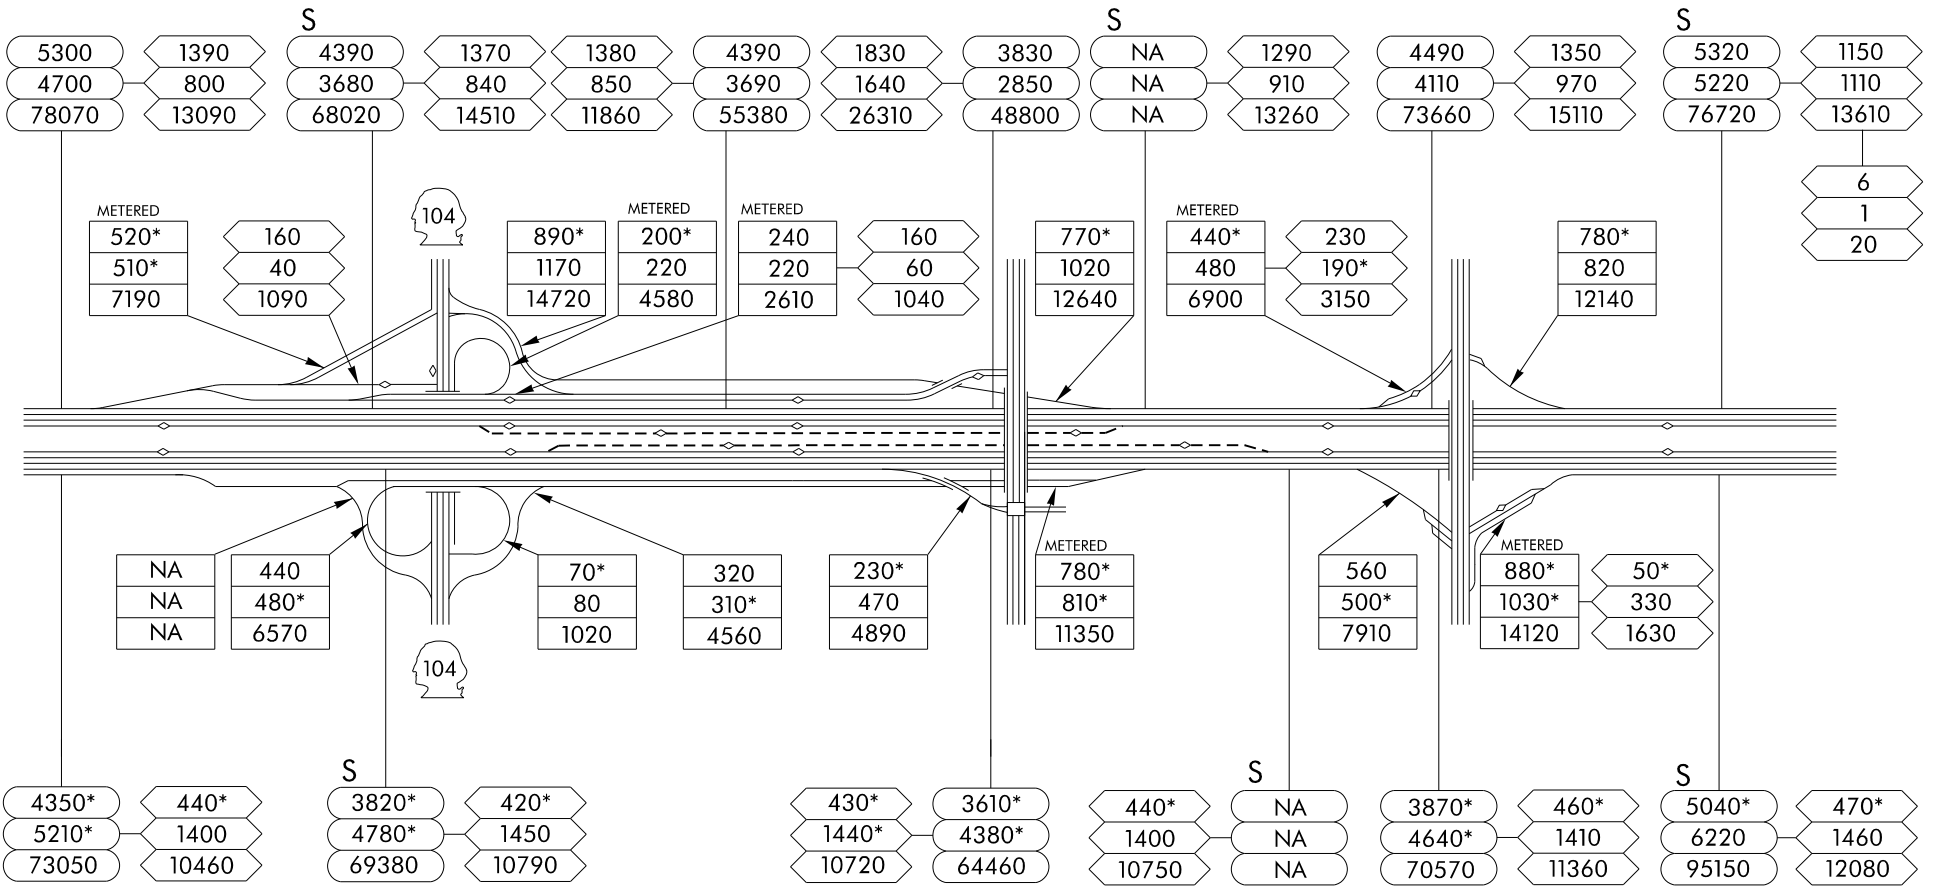 S S S
5300 1390 4390 1370 1380 4390 1830 3830 NA 1290 4490 1350 5320 1150
4700 800 3680 840 850 3690 1640 2850 NA 910 4110 970 5220 1110
78070 13090 68020 14510 11860 55380 26310 48800 NA 13260 73660 15110 76720 13610
6
1
20
METERED METERED METERED METERED
104
520* 160 890* 200* 240 160 770* 440* 230 780*
510* 40 1170 220 220 60 1020 480 190* 820
7190 1090 14720 4580 2610 1040 12640 6900 3150 12140
METERED METERED
NA 440 70* 320 230* 780* 560 880* 50*
NA 480* 80 310* 470 810* 500* 1030* 330
NA 6570 1020 4560 4890 11350 7910 14120 1630
104
S S S
4350* 440* 3820* 420* 430* 3610* 440* NA 3870* 460* 5040* 470*
5210* 1400 4780* 1450 1440* 4380* 1400 NA 4640* 1410 6220 1460
73050 10460 69380 10790 10720 64460 10750 NA 70570 11360 95150 12080